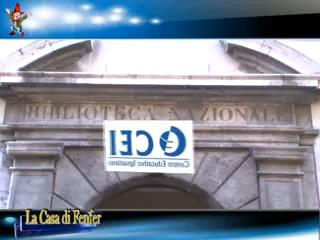 BIBLIOTECA NAZIONALE
CEI
Centro Educativo Ignaziano
La Casa di Fenfer